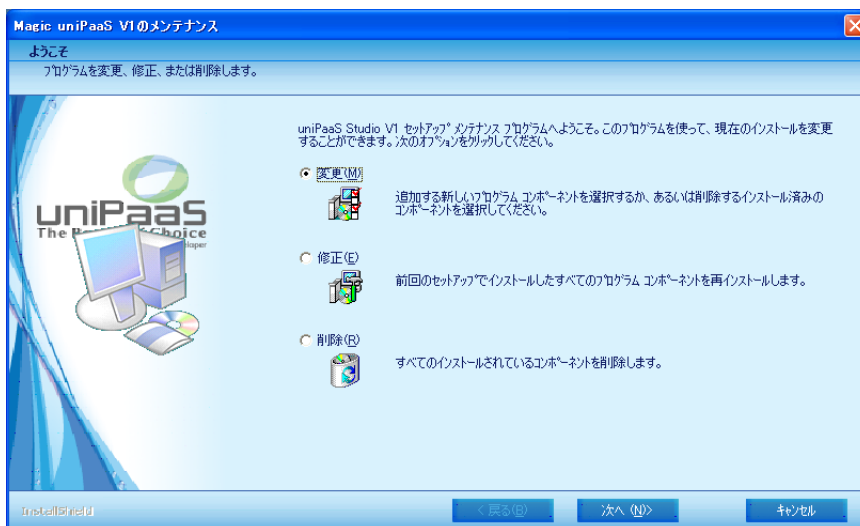 Magic uniPaaS V1のメンテナンス
ようこそ
プログラムを変更、修正、または削除します。
uniPaaS Studio V1 セットアップ メンテナンス プログラムへようこそ。このプログラムを使って、現在のインストールを変更
することができます。次のオプションをクリックしてください。
変更(M)
追加する新しいプログラム コンポーネントを選択するか、あるいは削除するインストール済みの
コンポーネントを選択してください。
uniPaaS
The Choice
修正(E)
前回のセットアップでインストールしたすべてのプログラム コンポーネントを再インストールします。
削除(R)
すべてのインストールされているコンポーネントを削除します。
InstallShield
< 戻る(B)
次へ (N)>
キャンセル